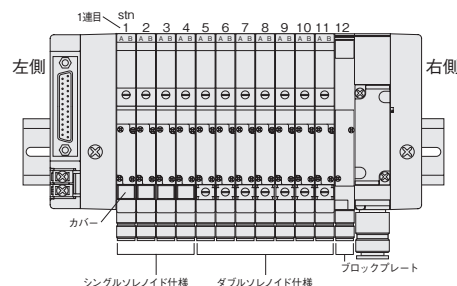 1連目 stn
1 2 3 4 5 6 7 8 9 10 11 12
A B A B A B A B A B A B A B A B A B A B A B
左側
右側
カバー
ブロックプレート
シングルソレノイド仕様
ダブルソレノイド仕様